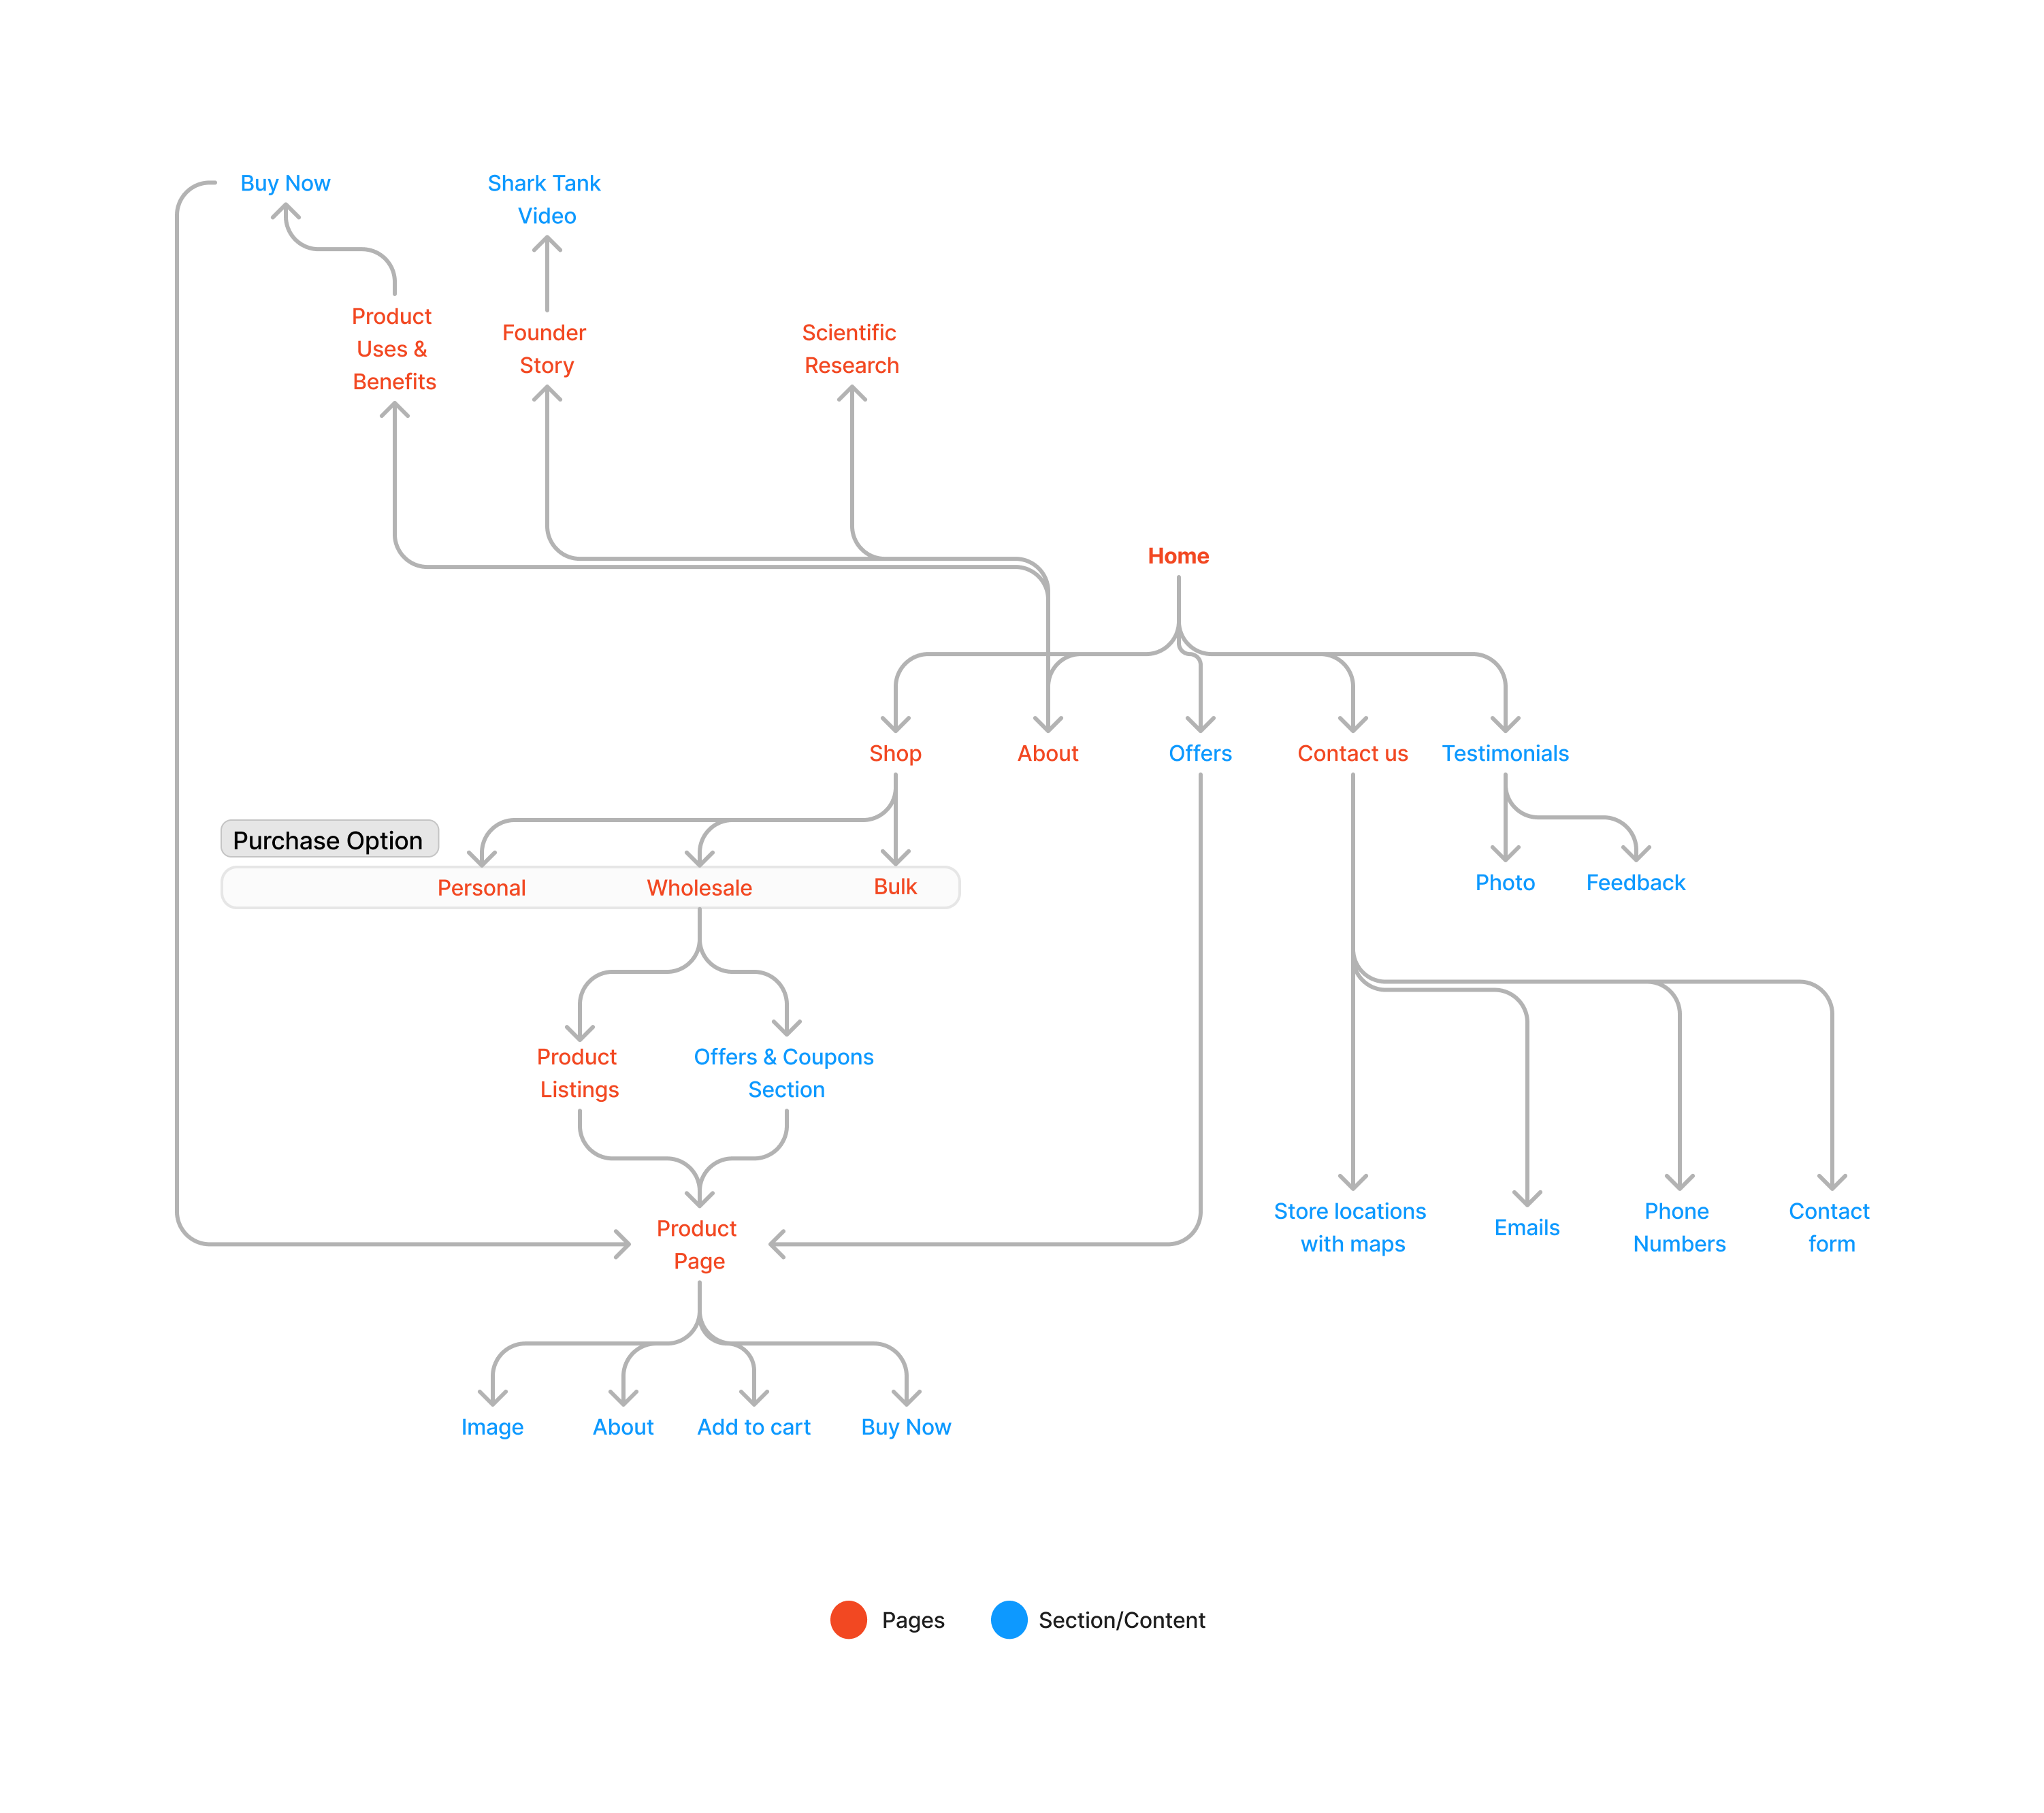 Buy Now
Shark Tank
Video
Product
Uses &
Benefits
Founder
Story
Scientific
Research
Home
Shop
About
Offers
Contact us
Testimonials
Purchase Option
Personal
Wholesale
Bulk
Photo
Feedback
Product
Listings
Offers & Coupons
Section
Product
Page
Store locations
with maps
Emails
Phone
Numbers
Contact
form
Image
About
Add to cart
Buy Now
Pages
Section/Content